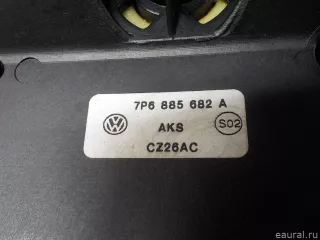 7P6 885 682 A
AKS
S02
CZ26AC
eaural.ru